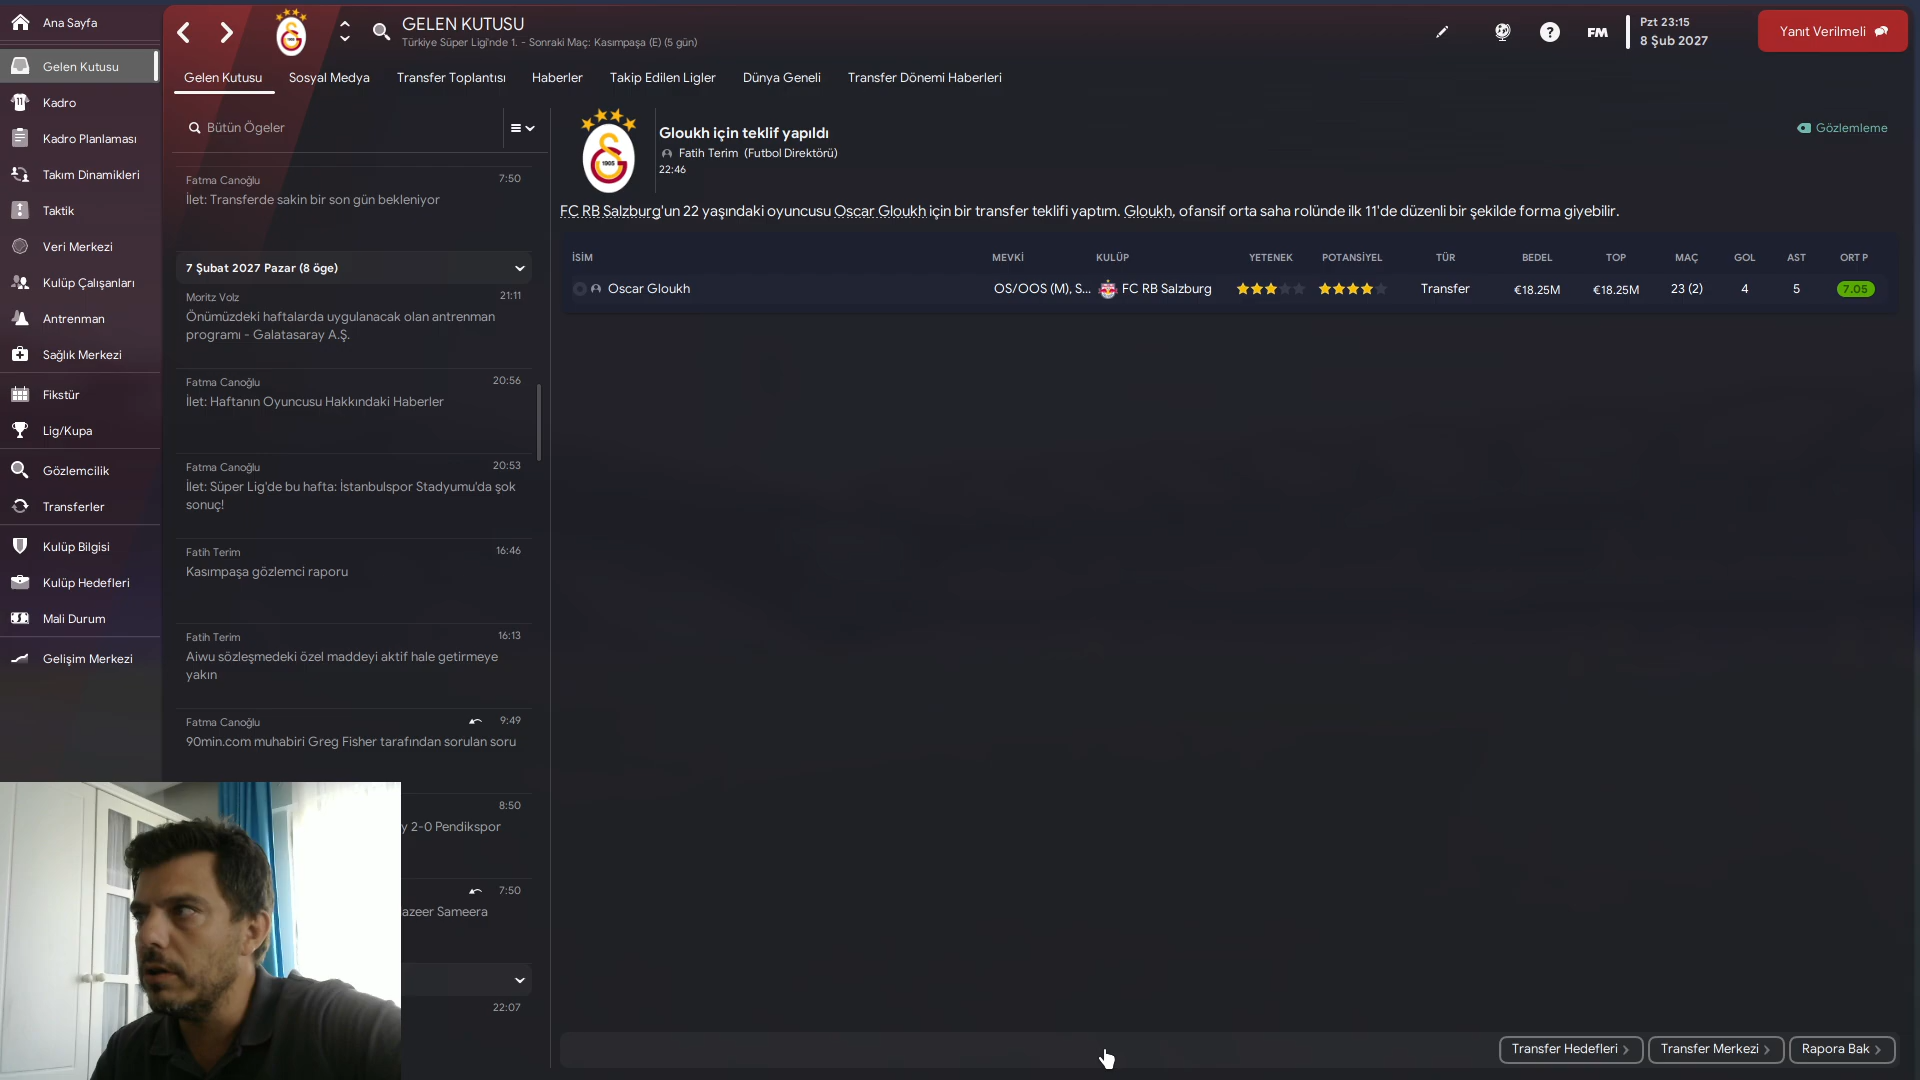 Ana Sayfa
Gelen Kutusu
Kadro
Kadro Planlaması
Takım Dinamikleri
Taktik
Veri Merkezi
Kulüp Çalışanları
Antrenman
Sağlık Merkezi
Fikstür
Lig/Kupa
Gözlemcilik
Transferler
Kulüp Bilgisi
Kulüp Hedefleri
Mali Durum
Gelişim Merkezi
GELEN KUTUSU
Türkiye Süper Ligi'nde 1. - Sonraki Maç: Kasımpaşa (E) (5 gün)
FM
Pzt 23:15
8 Şub 2027
Yanıt Verilmeli
Gelen Kutusu Sosyal Medya Transfer Toplantısı Haberler Takip Edilen Ligler Dünya Geneli Transfer Dönemi Haberleri
Bütün Ögeler
Fatma Canoğlu 7:50
İlet: Transferde sakin bir son gün bekleniyor
7 Şubat 2027 Pazar (8 öge)
Moritz Volz 21:11
Önümüzdeki haftalarda uygulanacak olan antrenman
programı - Galatasaray A.Ş.
Fatma Canoğlu 20:56
İlet: Haftanın Oyuncusu Hakkındaki Haberler
Fatma Canoğlu 20:53
İlet: Süper Lig'de bu hafta: İstanbulspor Stadyumu'da şok
sonuç!
Fatih Terim 16:46
Kasımpaşa gözlemci raporu
Fatih Terim 16:13
Aiwu sözleşmedeki özel maddeyi aktif hale getirmeye
yakın
Fatma Canoğlu 9:49
90min.com muhabiri Greg Fisher tarafından sorulan soru
8:50
y 2-0 Pendikspor
7:50
azeer Sameera
22:07
1905
Gloukh için teklif yapıldı
Fatih Terim (Futbol Direktörü)
22:46
Gözlemleme
FC RB Salzburg'un 22 yaşındaki oyuncusu Oscar Gloukh için bir transfer teklifi yaptım. Gloukh, ofansif orta saha rolünde ilk 11'de düzenli bir şekilde forma giyebilir.
İSİM MEVKİ KULÜP YETENEK POTANSİYEL TÜR BEDEL TOP MAÇ GOL AST ORT P
Oscar Gloukh OS/OOS (M), S... FC RB Salzburg Transfer €18.25M €18.25M 23 (2) 4 5 7.05
Transfer Hedefleri Transfer Merkezi Rapora Bak